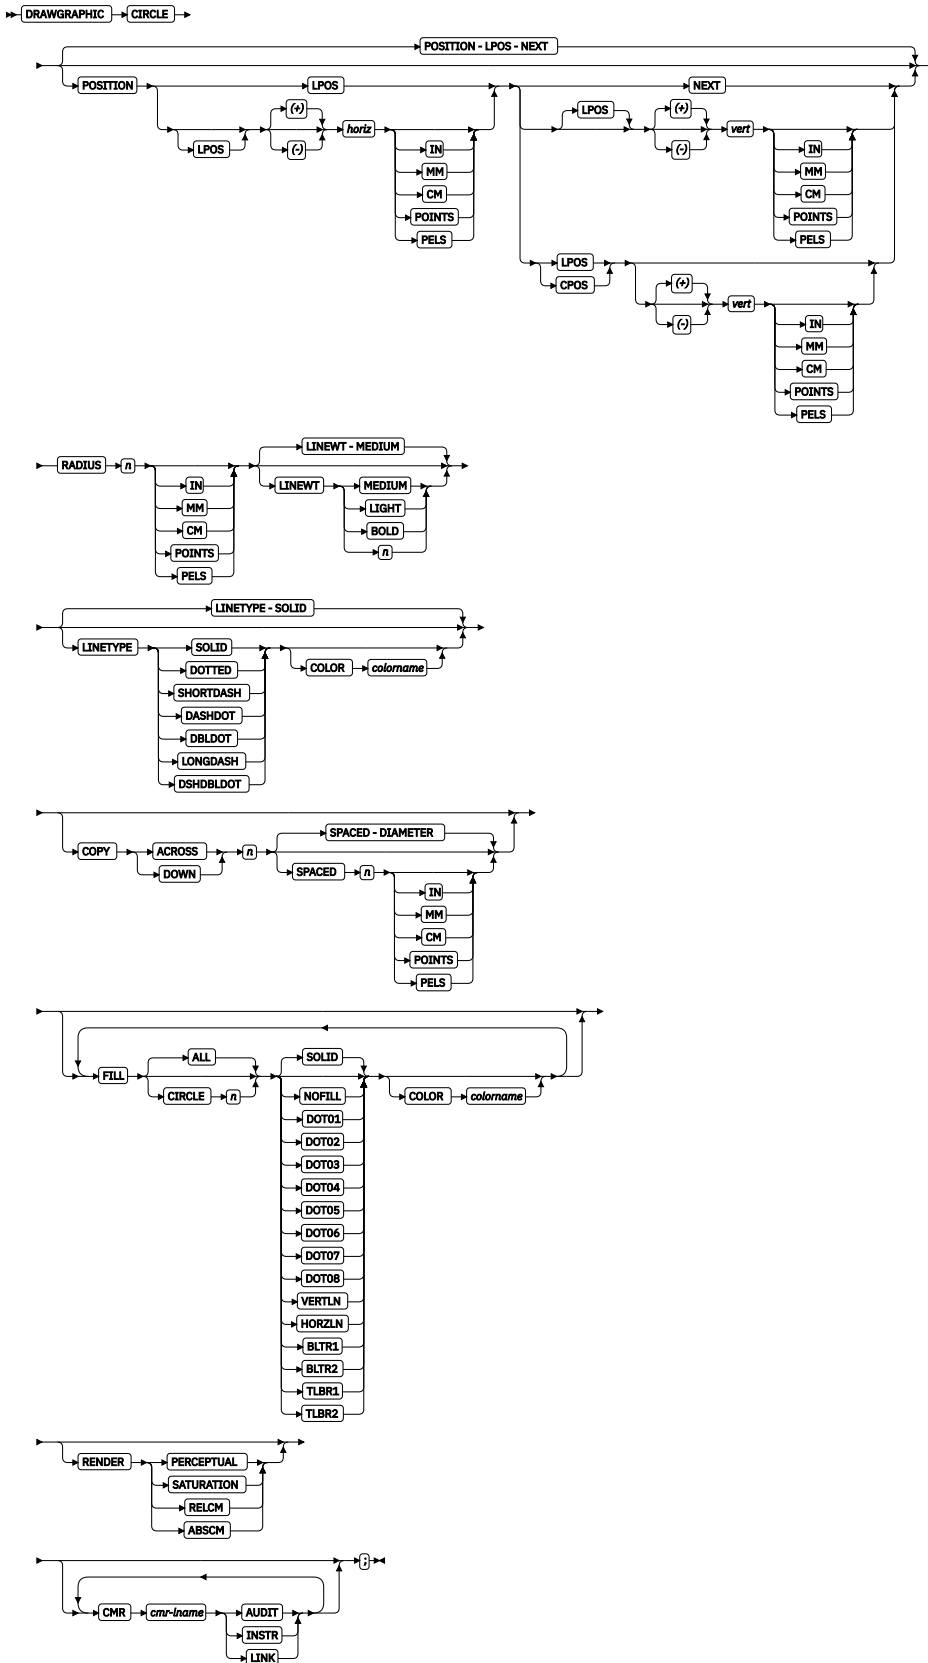 DRAWGRAPHIC CIRCLE
POSITION - LPOS - NEXT
POSITION LPOS NEXT
(+) LPOS (+)
horiz vert
LPOS (-) (-)
IN IN
MM MM
CM CM
POINTS POINTS
PELS PELS
LPOS
CPOS (+)
vert
(-) IN
MM
CM
POINTS
PELS
LINEWT - MEDIUM
RADIUS n
IN LINEWT MEDIUM
MM LIGHT
CM BOLD
POINTS n
PELS
LINETYPE - SOLID
LINETYPE SOLID
DOTTED COLOR colorname
SHORTDASH
DASHDOT
DBLDOT
LONGDASH
DSHDBLDOT
SPACED - DIAMETER
COPY ACROSS n
DOWN SPACED n
IN
MM
CM
POINTS
PELS
ALL SOLID
FILL
CIRCLE n NOFILL COLOR colorname
DOT01
DOT02
DOT03
DOT04
DOT05
DOT06
DOT07
DOT08
VERTLN
HORZLN
BLTR1
BLTR2
TLBR1
TLBR2
RENDER PERCEPTUAL
SATURATION
RELCM
ABSCM
;
CMR cmr-lname AUDIT
INSTR
LINK